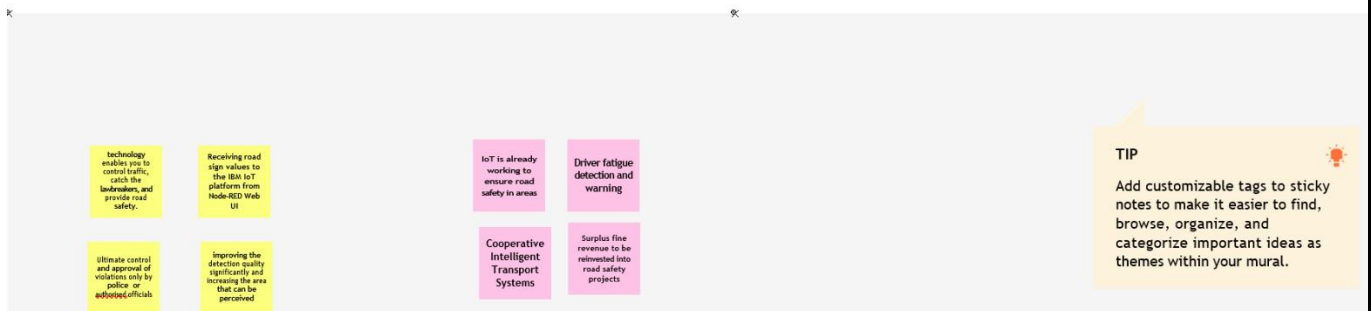 technology
enables you to
control traffic,
catch the
lawbreakers, and
provide road
safety.
Receiving road
sign values to
the IBM IoT
platform from
Node-RED Web
UI
IoT is already
working to
ensure road
safety in areas
Driver fatigue
detection and
warning
Ultimate control
and approval of
violations only by
police or
authorised officials
improving the
detection quality
significantly and
increasing the area
that can be
perceived
Cooperative
Intelligent
Transport
Systems
Surplus fine
revenue to be
reinvested into
road safety
projects
TIP
Add customizable tags to sticky
notes to make it easier to find,
browse, organize, and
categorize important ideas as
themes within your mural.